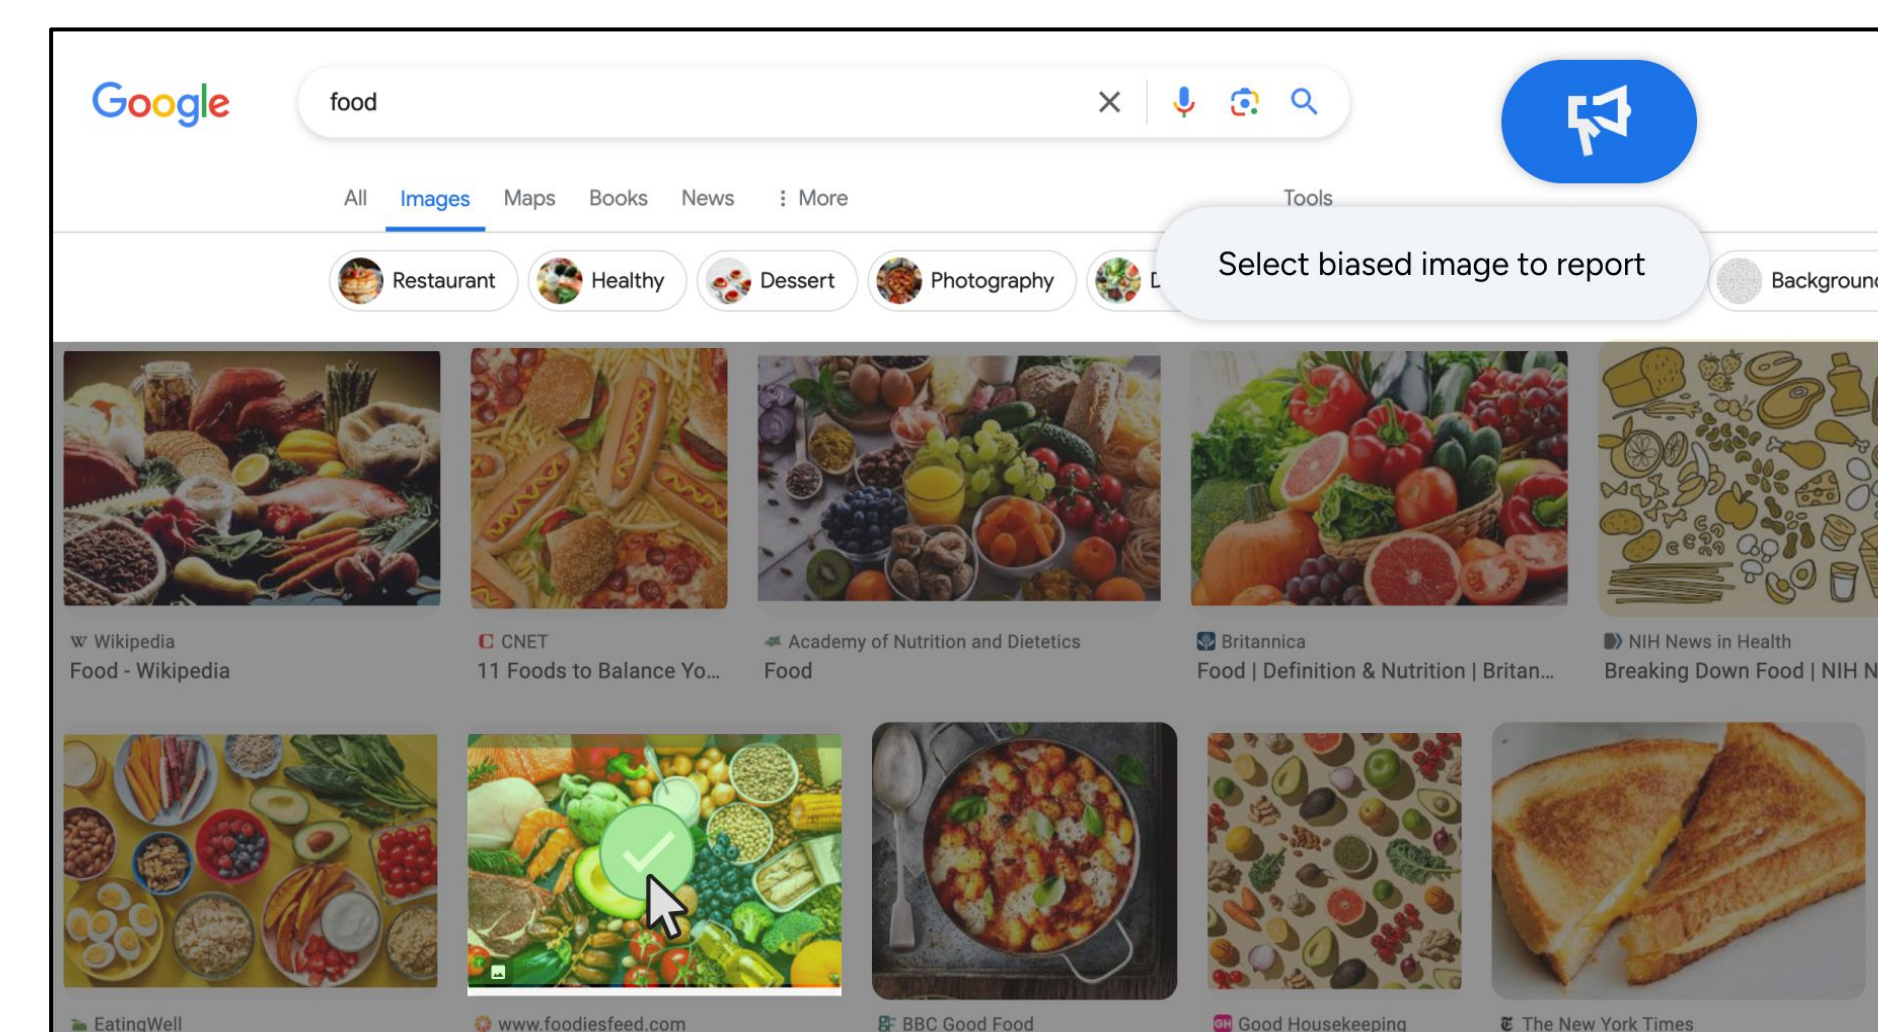 Google
food
All Images Maps Books News More
Tools
Select biased image to report
Restaurant
Healthy
Dessert
Photography
D
Background
Wikipedia
Food - Wikipedia
CNET
11 Foods to Balance Yo...
Academy of Nutrition and Dietetics
Food
Britannica
Food | Definition & Nutrition | Britan...
NIH News in Health
Breaking Down Food | NIH N
EatingWell
www.foodiesfeed.com
BBC Good Food
GH Good Housekeeping
The New York Times